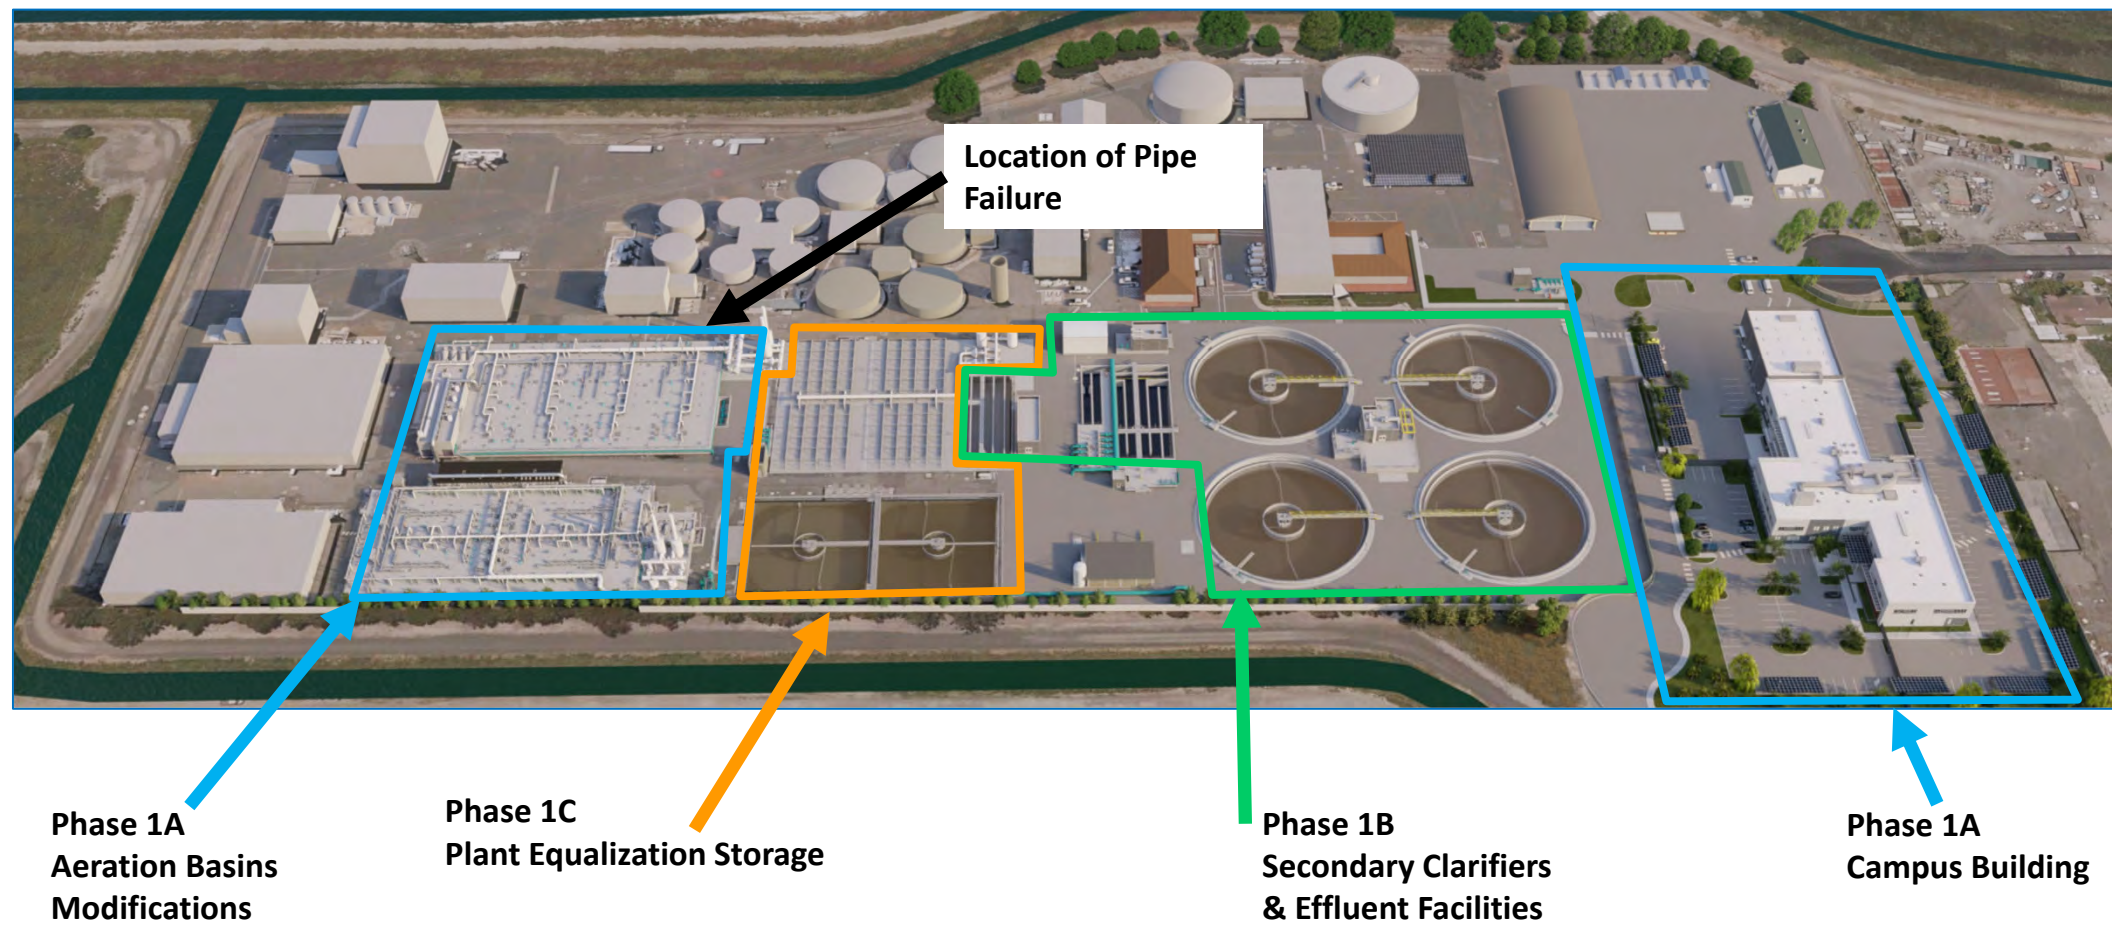 Location of Pipe
Failure
Phase 1A
Aeration Basins
Modifications
Phase 1C
Plant Equalization Storage
Phase 1B
Secondary Clarifiers
& Effluent Facilities
Phase 1A
Campus Building